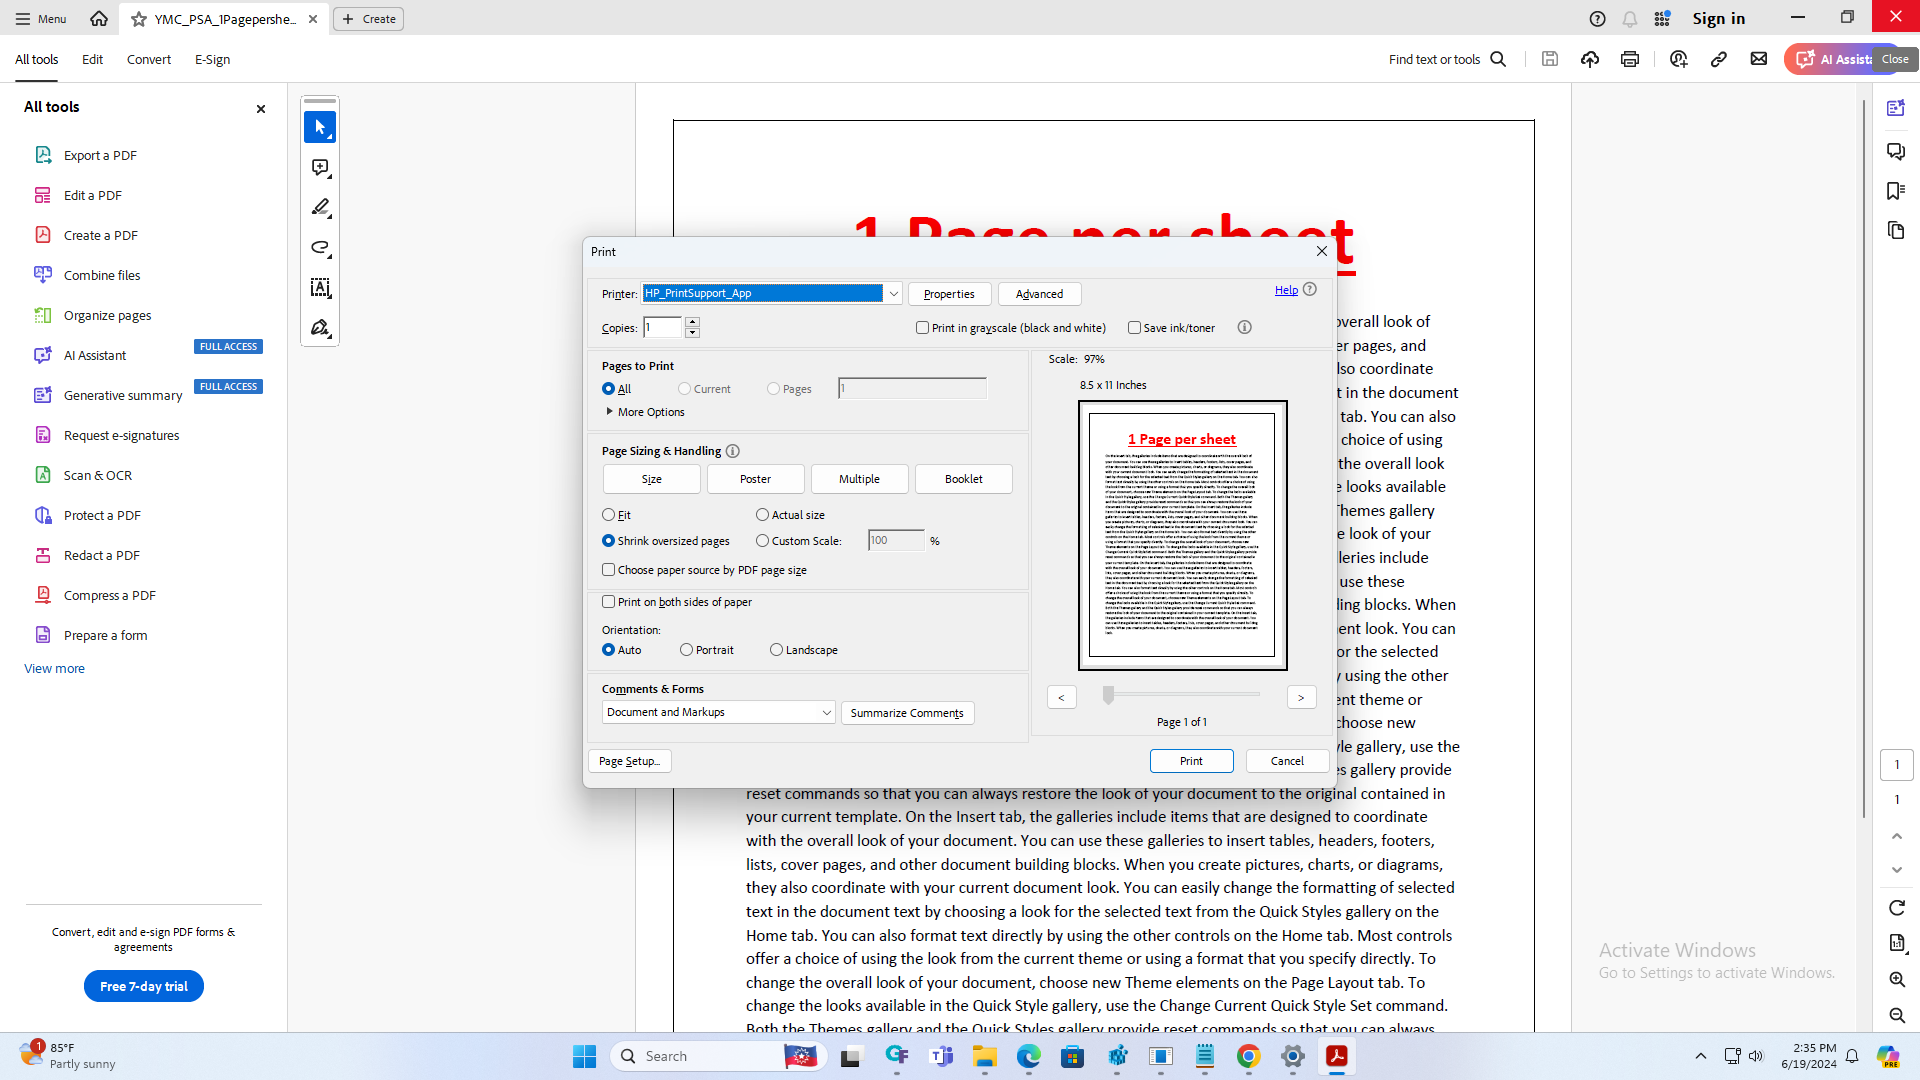 Menu
YMC_PSA_1Pagepershe...
Create
Sign in
All tools
Edit
Convert
E-Sign
Find text or tools
AI Assista
Close
All tools
Export a PDF
Edit a PDF
Create a PDF
Combine files
Organize pages
AI Assistant
FULL ACCESS
Generative summary
FULL ACCESS
Request e-signatures
Scan & OCR
Protect a PDF
Redact a PDF
Compress a PDF
Prepare a form
View more
Convert, edit and e-sign PDF forms &
agreements
Free 7-day trial
1 Page per sheet
Print
Printer:
HP_PrintSupport_App
Properties
Advanced
Help
Copies:
1
Print in grayscale (black and white)
Save ink/toner
Pages to Print
All
Current
Pages
1
More Options
Page Sizing & Handling
Size
Poster
Multiple
Booklet
Fit
Actual size
Shrink oversized pages
Custom Scale:
100
%
Choose paper source by PDF page size
Print on both sides of paper
Orientation:
Auto
Portrait
Landscape
Comments & Forms
Document and Markups
Summarize Comments
Scale: 97%
8.5 x 11 Inches
1 Page per sheet
<
>
Page 1 of 1
Page Setup...
Print
Cancel
overall look of
er pages, and
lso coordinate
t in the document
tab. You can also
choice of using
the overall look
e looks available
Themes gallery
e look of your
lleries include
use these
ding blocks. When
ent look. You can
or the selected
y using the other
ent theme or
choose new
yle gallery, use the
s gallery provide
reset commands so that you can always restore the look of your document to the original contained in
your current template. On the Insert tab, the galleries include items that are designed to coordinate
with the overall look of your document. You can use these galleries to insert tables, headers, footers,
lists, cover pages, and other document building blocks. When you create pictures, charts, or diagrams,
they also coordinate with your current document look. You can easily change the formatting of selected
text in the document text by choosing a look for the selected text from the Quick Styles gallery on the
Home tab. You can also format text directly by using the other controls on the Home tab. Most controls
offer a choice of using the look from the current theme or using a format that you specify directly. To
change the overall look of your document, choose new Theme elements on the Page Layout tab. To
change the looks available in the Quick Style gallery, use the Change Current Quick Style Set command.
Both the Themes gallery and the Quick Styles gallery provide reset commands so that you can always
1
1
Activate Windows
Go to Settings to activate Windows.
1
85°F
Partly sunny
Search
2:35 PM
6/19/2024
PRE